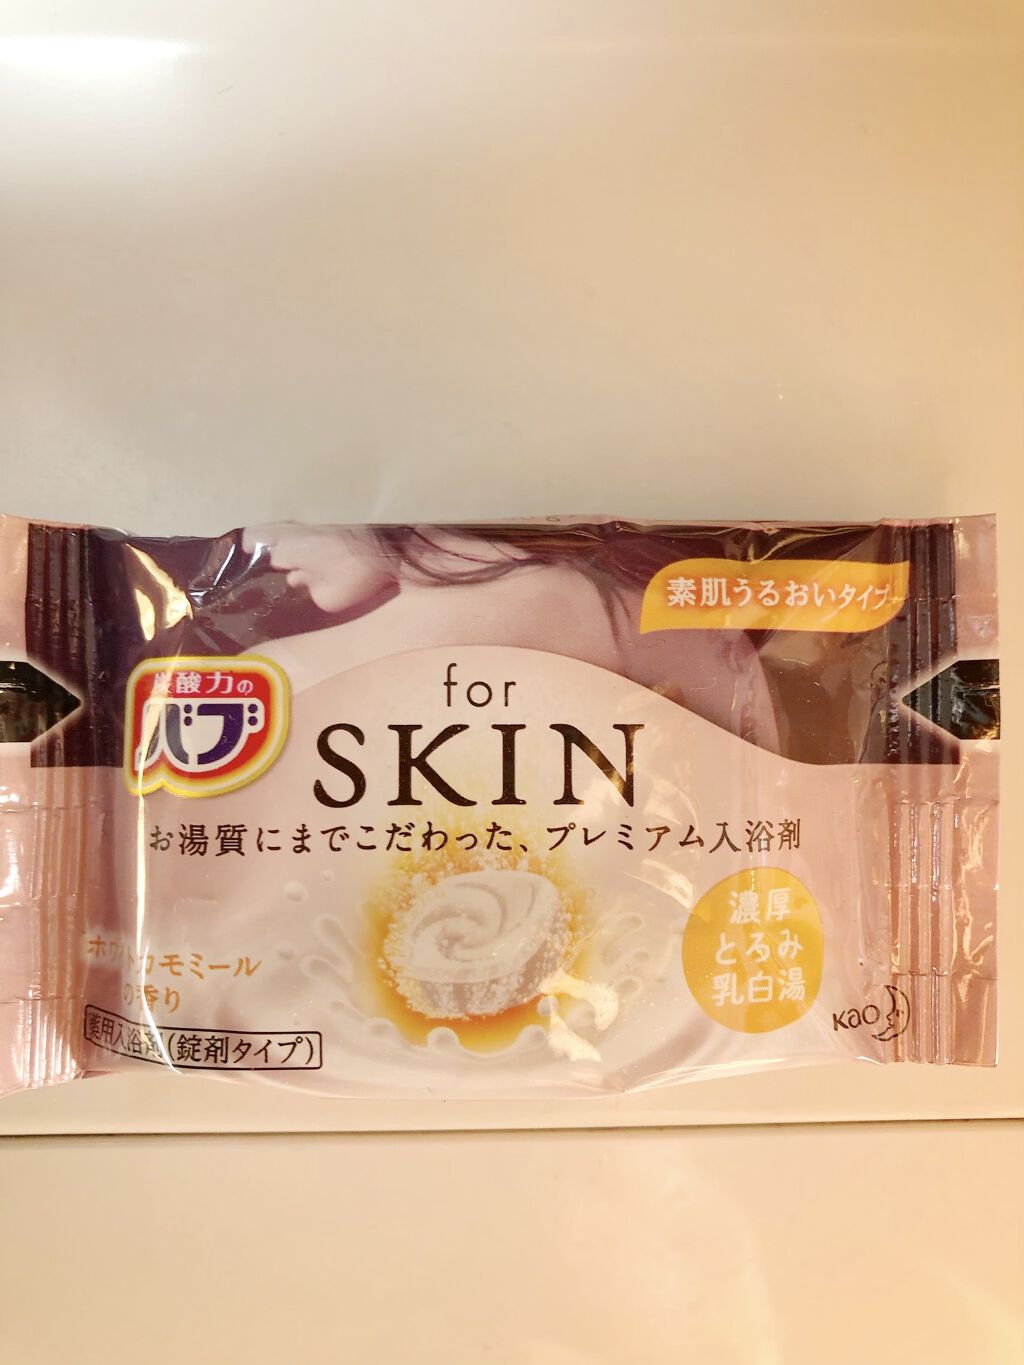 素肌うるおいタイプ
炭酸力の
バブ
for
SKIN
お湯質にまでこだわった、プレミアム入浴剤
濃厚
とろみ
乳白湯
ホワイトカモミール
の香り
薬用入浴剤(錠剤タイプ)
Kao